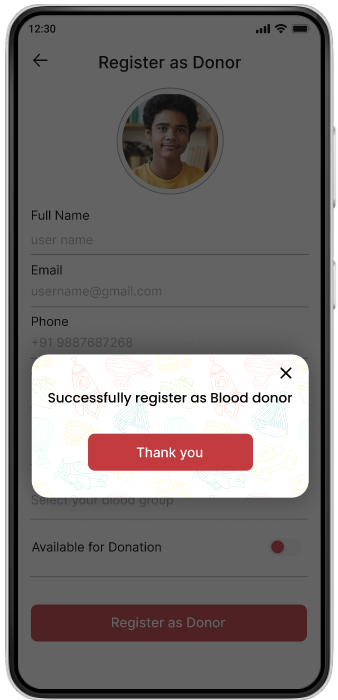 12:30
Register as Donor
Full Name
user name
Email
username@gmail.com
Phone
+91 9887687268
Successfully register as Blood donor
Thank you
Select your blood group
Available for Donation
Register as Donor